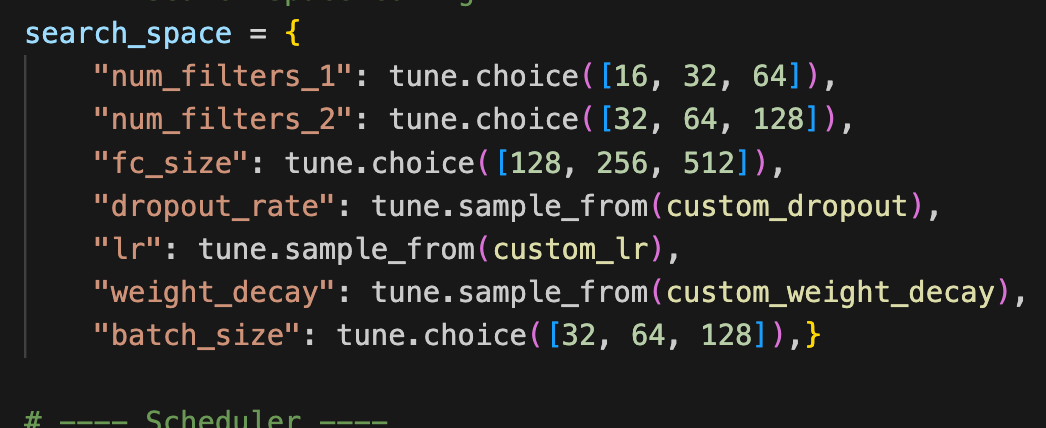 search_space = {
"num_filters_1": tune.choice([16, 32, 64]),
"num_filters_2": tune.choice([32, 64, 128]),
"fc_size": tune.choice([128, 256, 512]),
"dropout_rate": tune.sample_from(custom_dropout),
"lr": tune.sample_from(custom_lr),
"weight_decay": tune.sample_from(custom_weight_decay),
"batch_size": tune.choice([32, 64, 128]),}
# ---- Scheduler ----